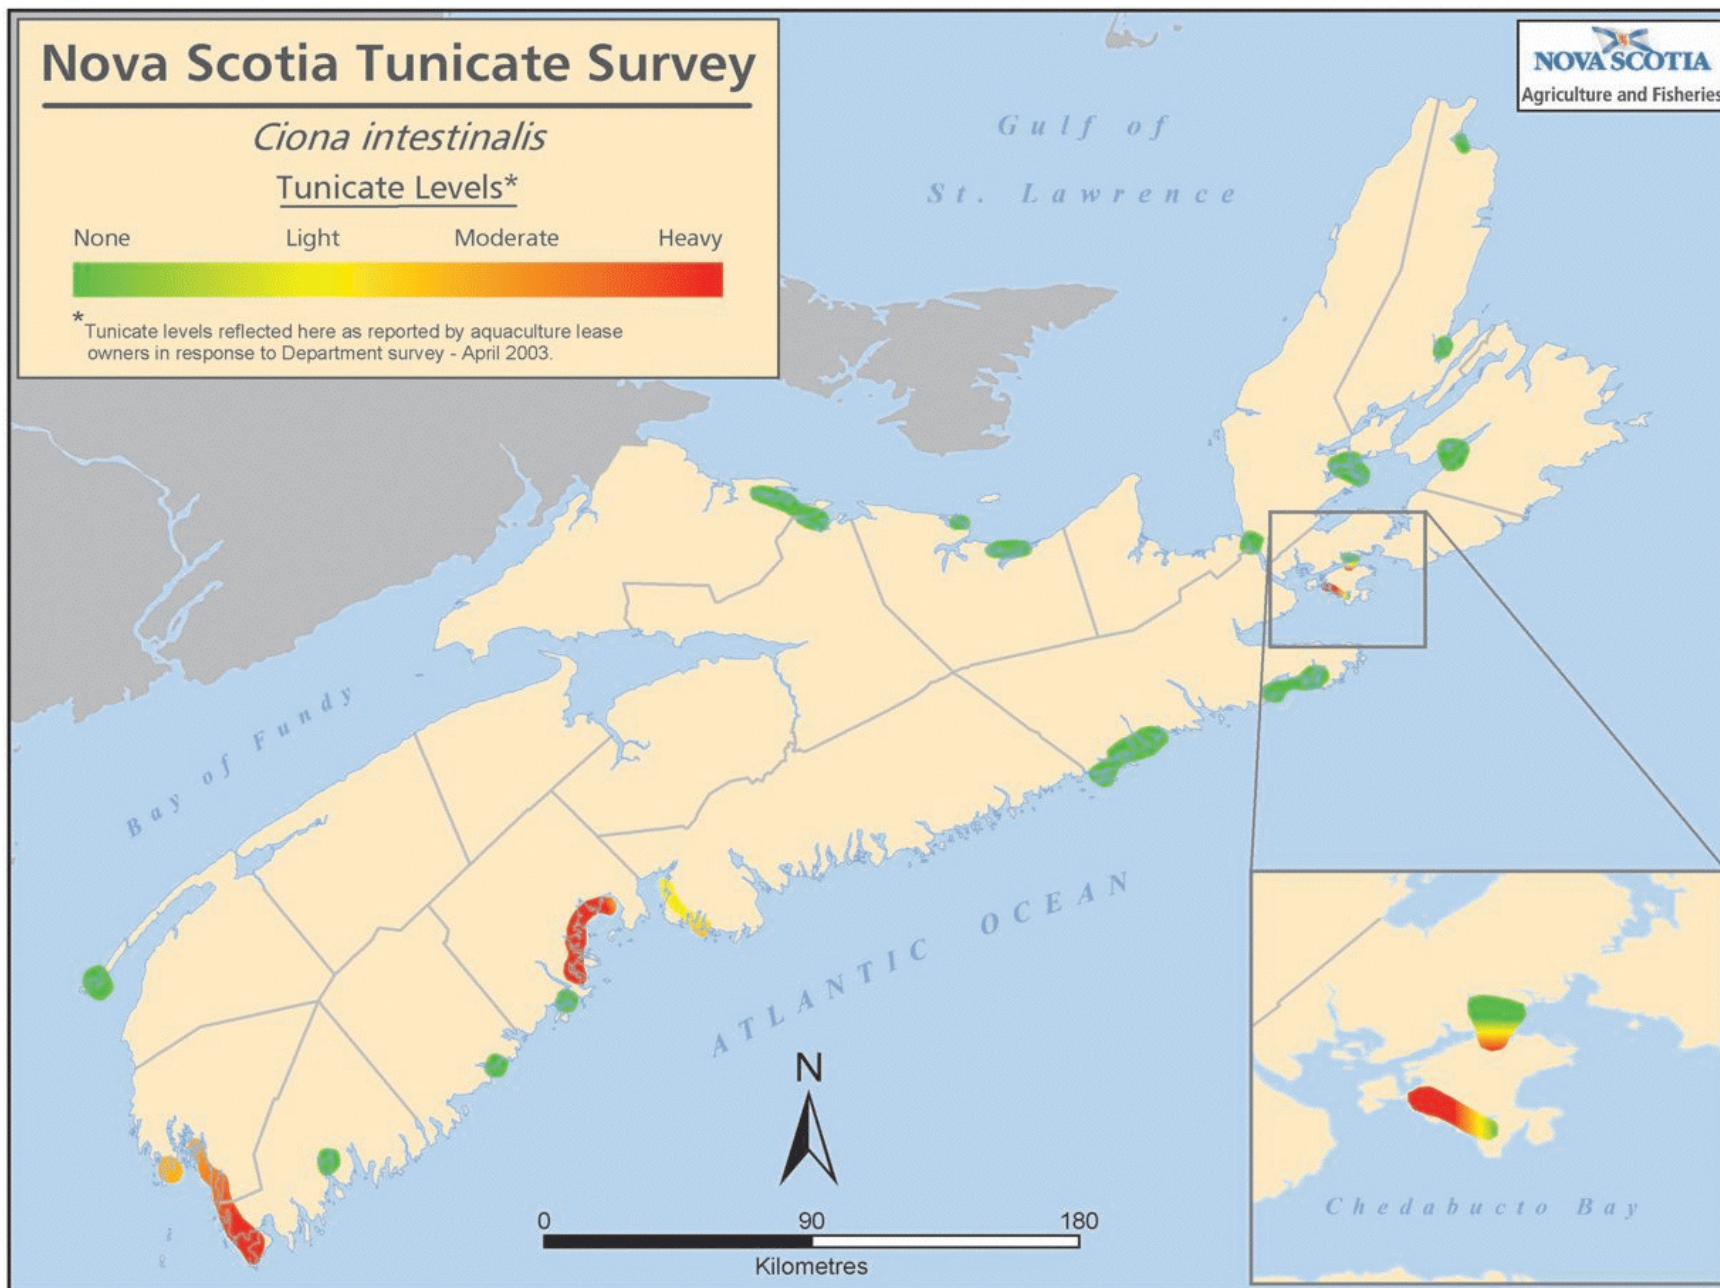 Nova Scotia Tunicate Survey
Ciona intestinalis
Tunicate Levels*
None Light Moderate Heavy
*Tunicate levels reflected here as reported by aquaculture lease
owners in response to Department survey - April 2003.
NOVA SCOTIA
Agriculture and Fisheries
Gulf of
St. Lawrence
Bay of Fundy
ATLANTIC OCEAN
N
0 90 180
Kilometres
Chedabucto Bay